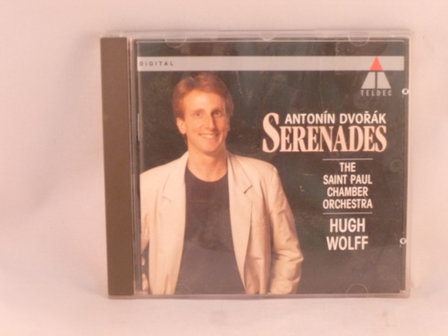 DIGITAL
TELDEC
ANTONÍN DVOŘÁK
SERENADES
THE
SAINT PAUL
CHAMBER
ORCHESTRA
HUGH
WOLFF